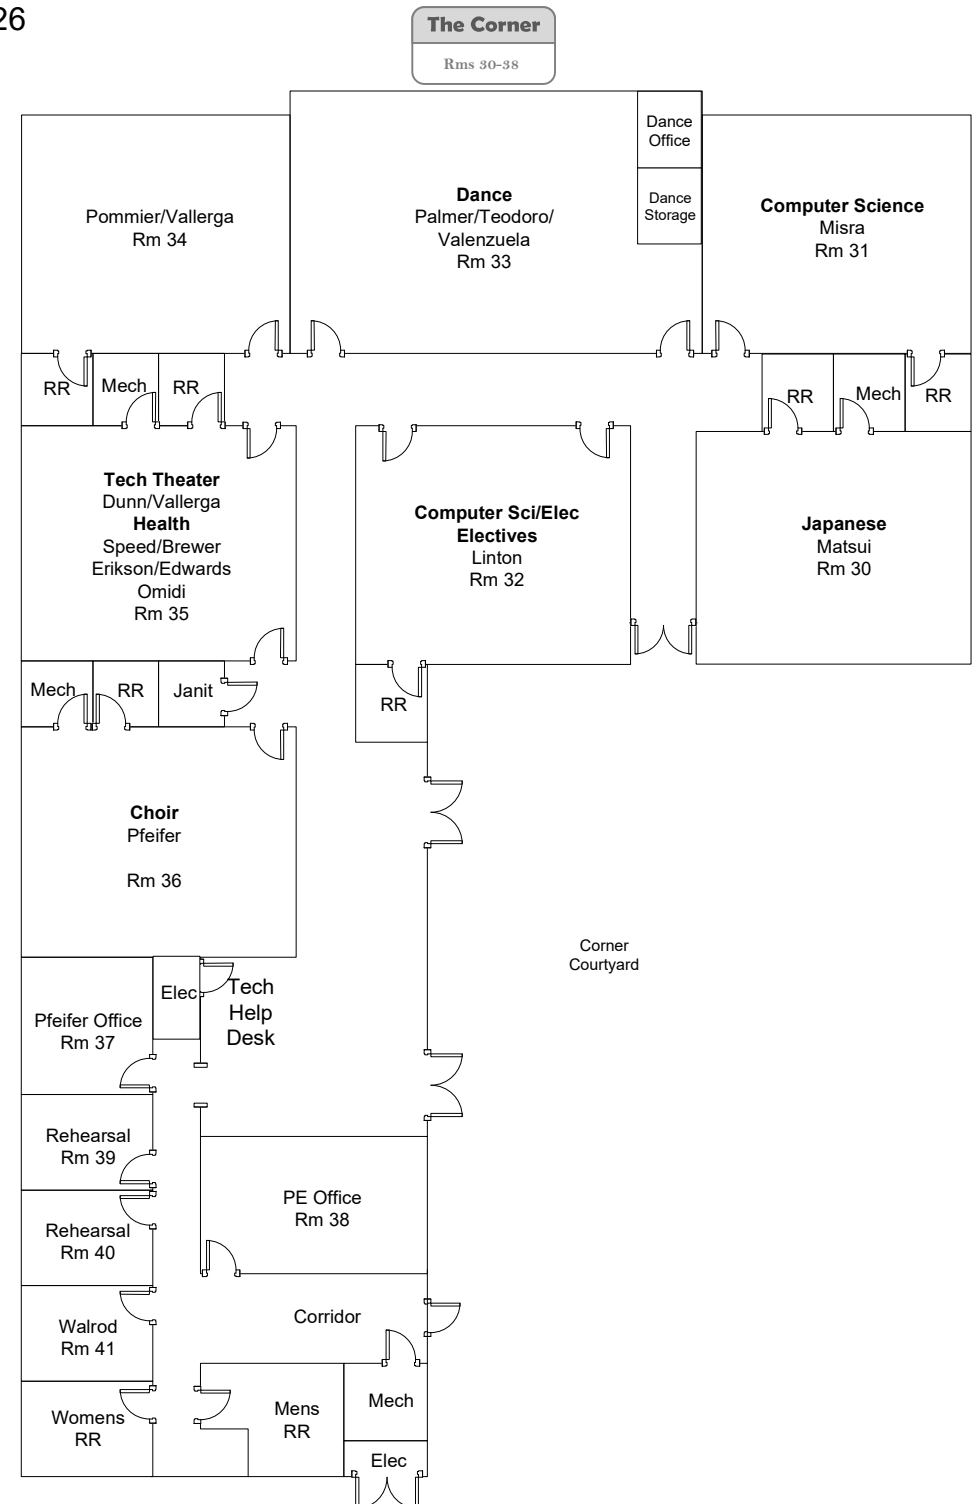 26
The Corner
Rms 30-38
Dance
Office
Dance
Storage
Pommier/Vallerga
Rm 34
Dance
Palmer/Teodoro/
Valenzuela
Rm 33
Computer Science
Misra
Rm 31
RR
Mech
RR
RR
Mech
RR
Tech Theater
Dunn/Vallerga
Health
Speed/Brewer
Erikson/Edwards
Omidi
Rm 35
Computer Sci/Elec
Electives
Linton
Rm 32
Japanese
Matsui
Rm 30
Mech
RR
Janit
RR
Choir
Pfeifer
Rm 36
Corner
Courtyard
Elec
Tech
Help
Desk
Pfeifer Office
Rm 37
Rehearsal
Rm 39
PE Office
Rm 38
Rehearsal
Rm 40
Corridor
Walrod
Rm 41
Mech
Mens
RR
Womens
RR
Elec